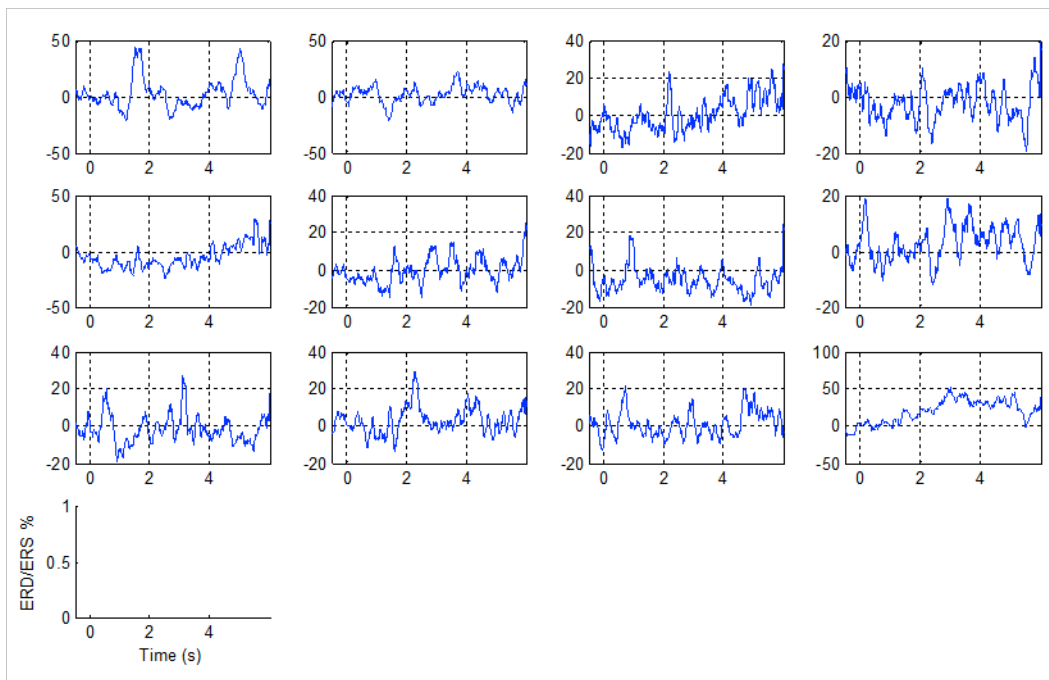 50 50 40 20
20
0 0 0 0
-50 -50 -20 20
0 2 4 0 2 4 0 2 4 0 2 4
50 40 40 20
20 20
0 0 0 0
-50 -20 -20 -20
0 2 4 0 2 4 0 2 4 0 2 4
40 40 40 100
20 20 20 50
0 0 0 0
-20 -20 -20 -50
0 2 4 0 2 4 0 2 4 0 2 4
1
0.5
0
0 2 4
ERD/ERS %
Time (s)